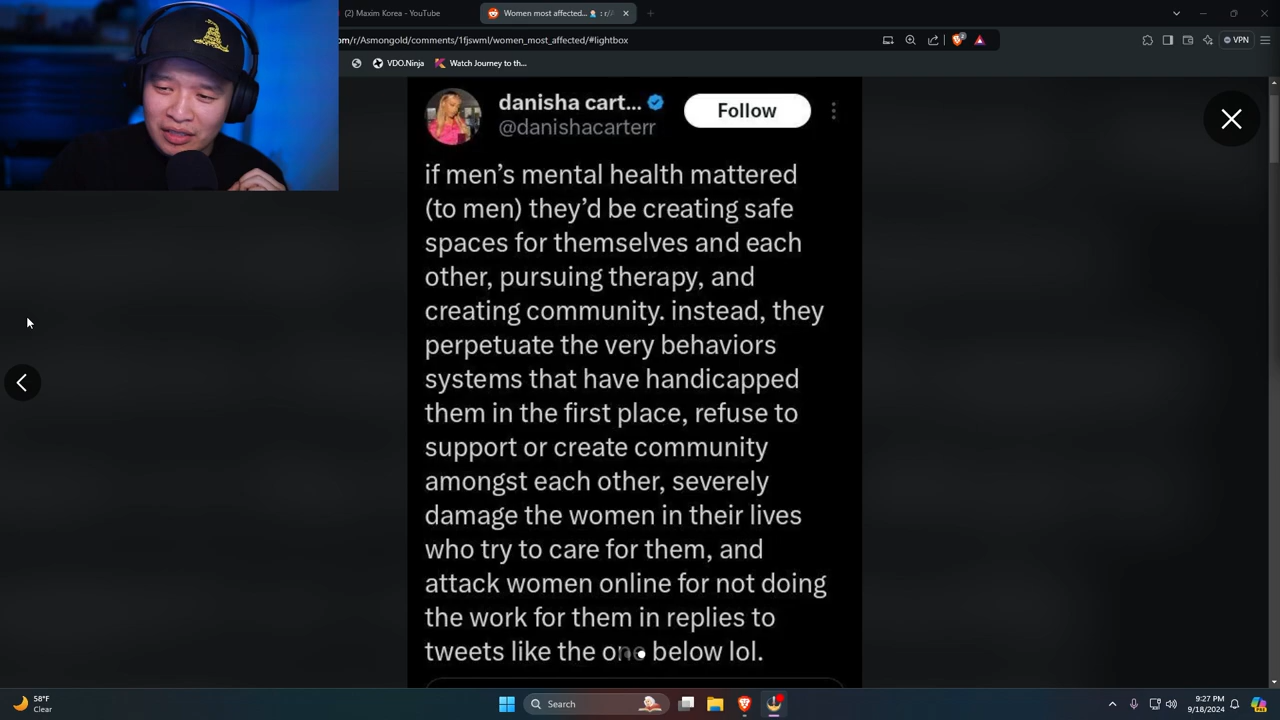 (2) Maxim Korea - YouTube
Women most affected...
om/r/Asmongold/comments/1fjswml/women_most_affected/#lightbox
VPN
VDO.Ninja
Watch Journey to th...
danisha cart...
Follow
@danishacarterr
if men's mental health mattered
(to men) they'd be creating safe
spaces for themselves and each
other, pursuing therapy, and
creating community. instead, they
perpetuate the very behaviors
systems that have handicapped
them in the first place, refuse to
support or create community
amongst each other, severely
damage the women in their lives
who try to care for them, and
attack women online for not doing
the work for them in replies to
tweets like the one below lol.
58°F
Clear
Search
9:27 PM
9/18/2024